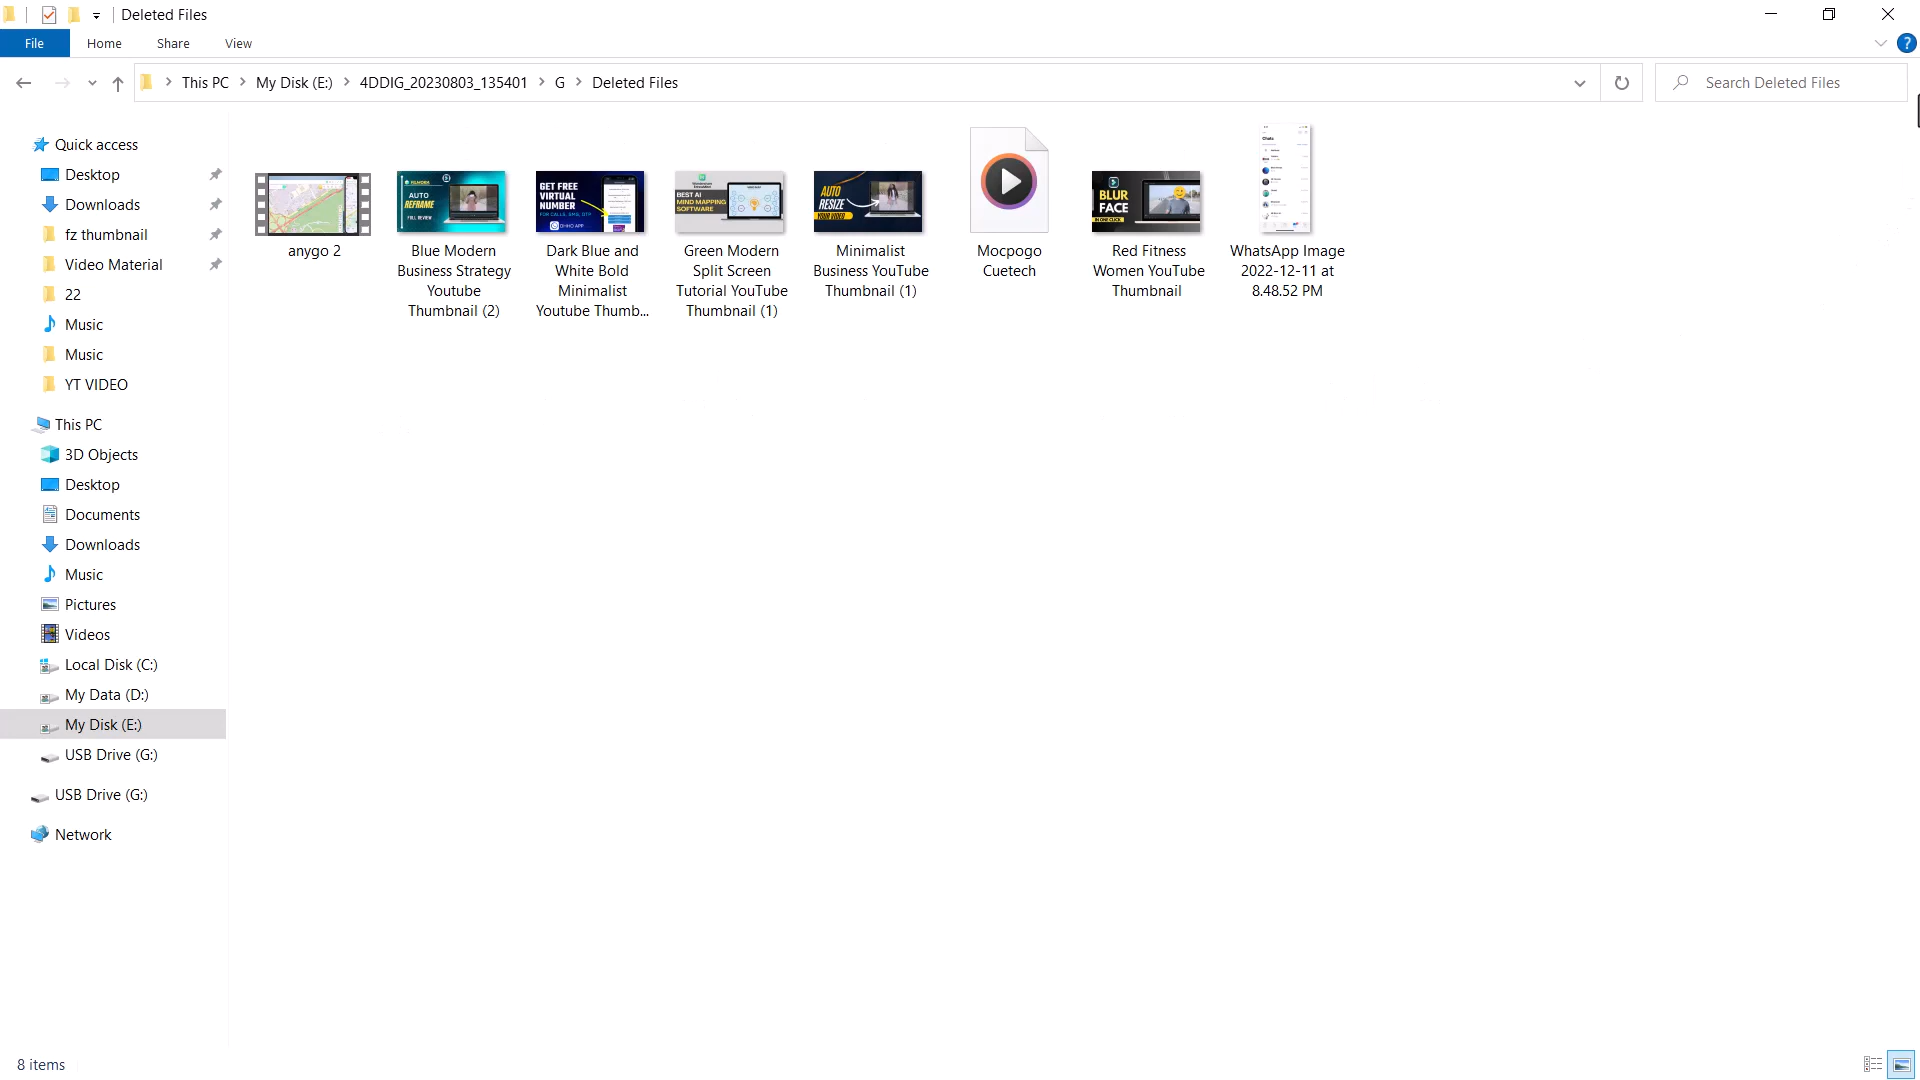 Deleted Files
File Home Share View
This PC My Disk (E:) 4DDIG_20230803_135401 G Deleted Files
Search Deleted Files
Quick access
Desktop
Downloads
fz thumbnail
Video Material
22
Music
Music
YT VIDEO
This PC
3D Objects
Desktop
Documents
Downloads
Music
Pictures
Videos
Local Disk (C:)
My Data (D:)
My Disk (E:)
USB Drive (G:)
USB Drive (G:)
Network
anygo 2
AUTO
REFRAME
FULL REVIEW
Blue Modern
Business Strategy
Youtube
Thumbnail (2)
GET FREE
VIRTUAL
NUMBER
FOR CALLS, SMS, OTP
Dark Blue and
White Bold
Minimalist
Youtube Thumb...
BEST AI
MIND MAPPING
SOFTWARE
Green Modern
Split Screen
Tutorial YouTube
Thumbnail (1)
AUTO
RESIZE
YOUR VIDEO
Minimalist
Business YouTube
Thumbnail (1)
Mocpogo
Cuetech
BLUR
FACE
IN ONE CLICK
Red Fitness
Women YouTube
Thumbnail
Chats
WhatsApp Image
2022-12-11 at
8.48.52 PM
8 items